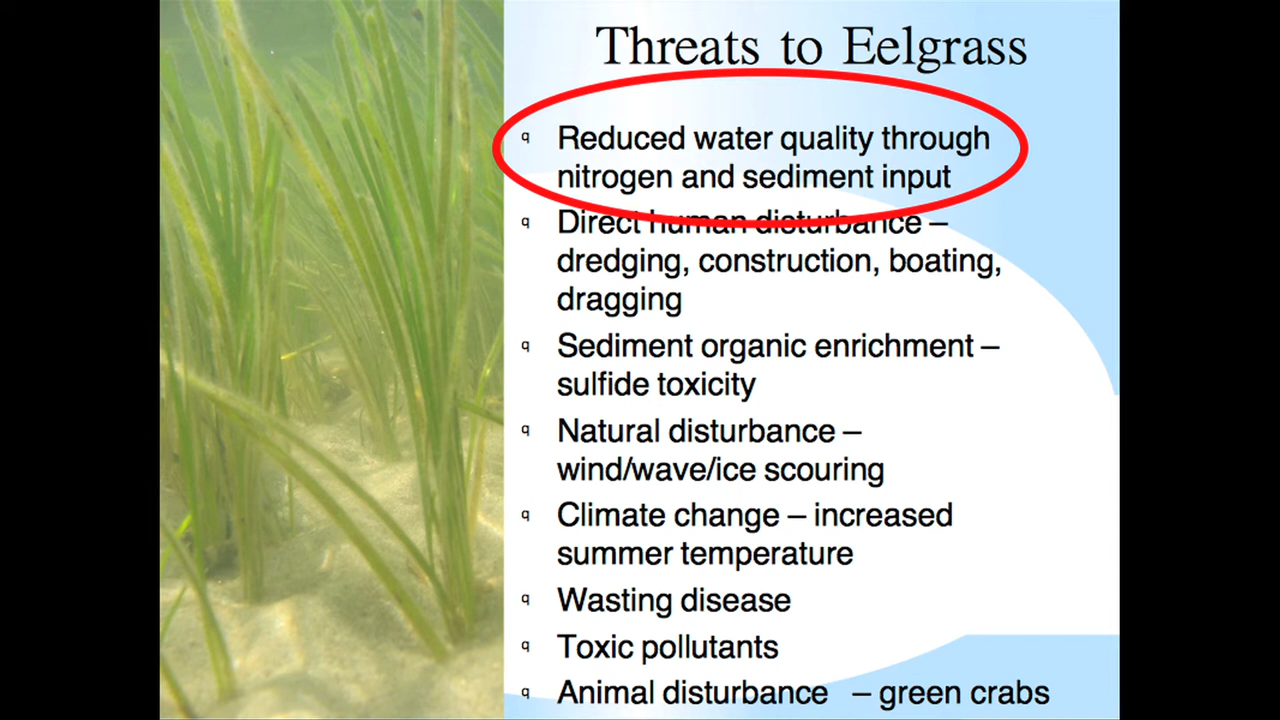 Threats to Eelgrass
q Reduced water quality through
nitrogen and sediment input
q Direct human disturbance –
dredging, construction, boating,
dragging
q Sediment organic enrichment –
sulfide toxicity
q Natural disturbance –
wind/wave/ice scouring
q Climate change – increased
summer temperature
q Wasting disease
q Toxic pollutants
q Animal disturbance – green crabs